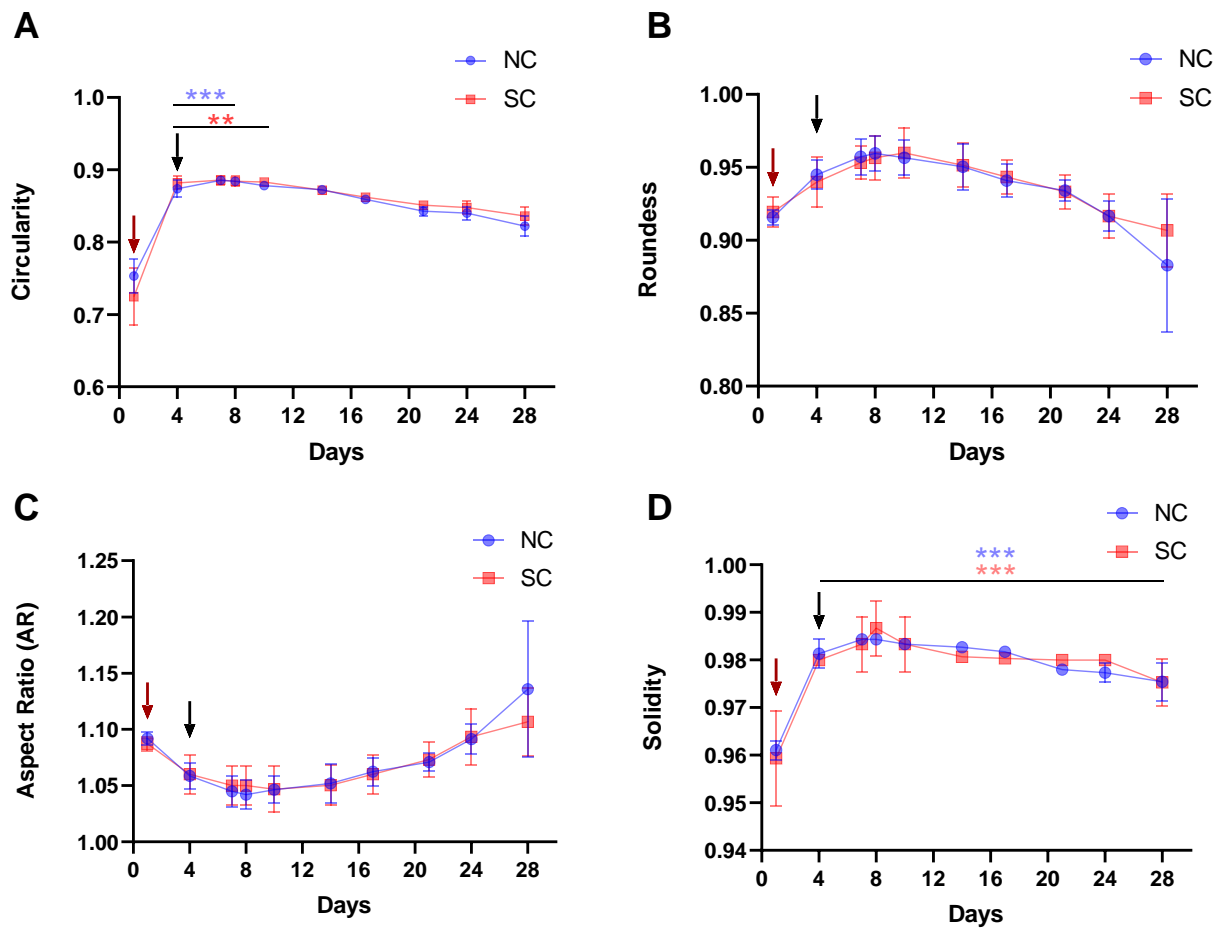 A
NC
SC
***
**
1.0
0.9
0.8
0.7
0.6
Circularity
0 4 8 12 16 20 24 28
Days
B
NC
SC
1.00
0.95
0.90
0.85
0.80
Roundess
0 4 8 12 16 20 24 28
Days
C
NC
SC
1.25
1.20
1.15
1.10
1.05
1.00
Aspect Ratio (AR)
0 4 8 12 16 20 24 28
Days
D
NC
SC
***
***
1.00
0.99
0.98
0.97
0.96
0.95
0.94
Solidity
0 4 8 12 16 20 24 28
Days